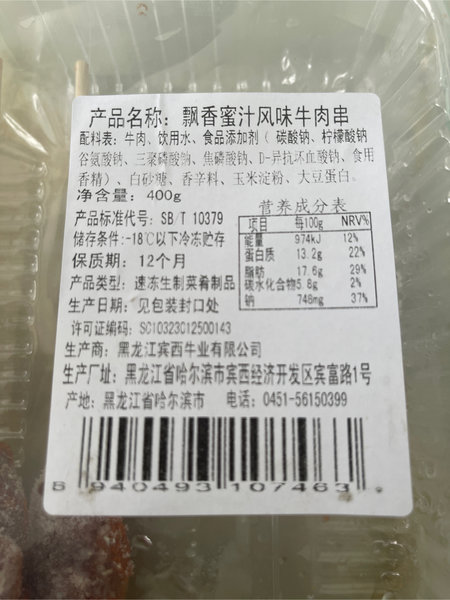 产品名称：飘香蜜汁风味牛肉串
配料表：牛肉、饮用水、食品添加剂（ 碳酸钠、柠檬酸钠
谷氨酸钠、三聚磷酸钠、焦磷酸钠、D-异抗坏血酸钠、食用
香精）、白砂糖、香辛料、玉米淀粉、大豆蛋白。
净含量：400g
产品标准代号：SB/T 10379
储存条件：-18℃以下冷冻贮存
保质期：12个月
产品类型：速冻生制菜肴制品
生产日期：见包装封口处
许可证编码：SC10323012500143
营养成分表
项目 每100g NRV%
能量 974kJ 12%
蛋白质 13.2g 22%
脂肪 17.6g 29%
碳水化合物 5.8g 2%
钠 748mg 37%
生产商：黑龙江宾西牛业有限公司
生产厂址：黑龙江省哈尔滨市宾西经济开发区宾富路1号
产地：黑龙江省哈尔滨市 电话：0451-56150399
8 940493 107463 .